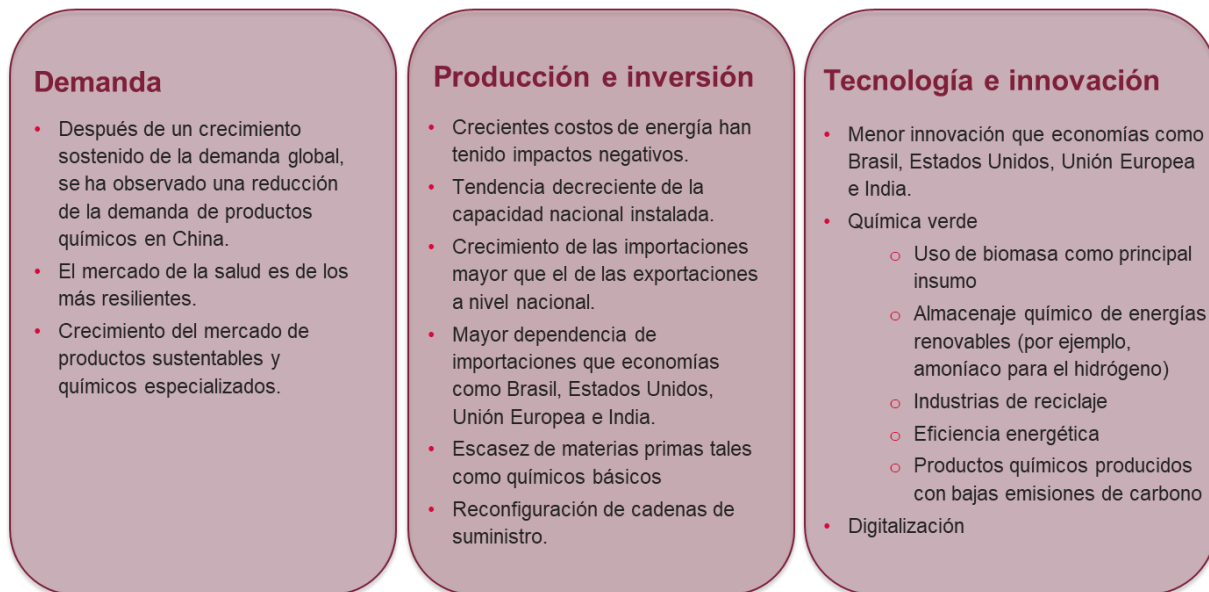 Demanda
• Después de un crecimiento
sostenido de la demanda global,
se ha observado una reducción
de la demanda de productos
químicos en China.
• El mercado de la salud es de los
más resilientes.
• Crecimiento del mercado de
productos sustentables y
químicos especializados.
Producción e inversión
• Crecientes costos de energía han
tenido impactos negativos.
• Tendencia decreciente de la
capacidad nacional instalada.
• Crecimiento de las importaciones
mayor que el de las exportaciones
a nivel nacional.
• Mayor dependencia de
importaciones que economías
como Brasil, Estados Unidos,
Unión Europea e India.
• Escasez de materias primas tales
como químicos básicos
• Reconfiguración de cadenas de
suministro.
Tecnología e innovación
• Menor innovación que economías como
Brasil, Estados Unidos, Unión Europea
e India.
• Química verde
o Uso de biomasa como principal
insumo
o Almacenaje químico de energías
renovables (por ejemplo,
amoníaco para el hidrógeno)
o Industrias de reciclaje
o Eficiencia energética
o Productos químicos producidos
con bajas emisiones de carbono
• Digitalización